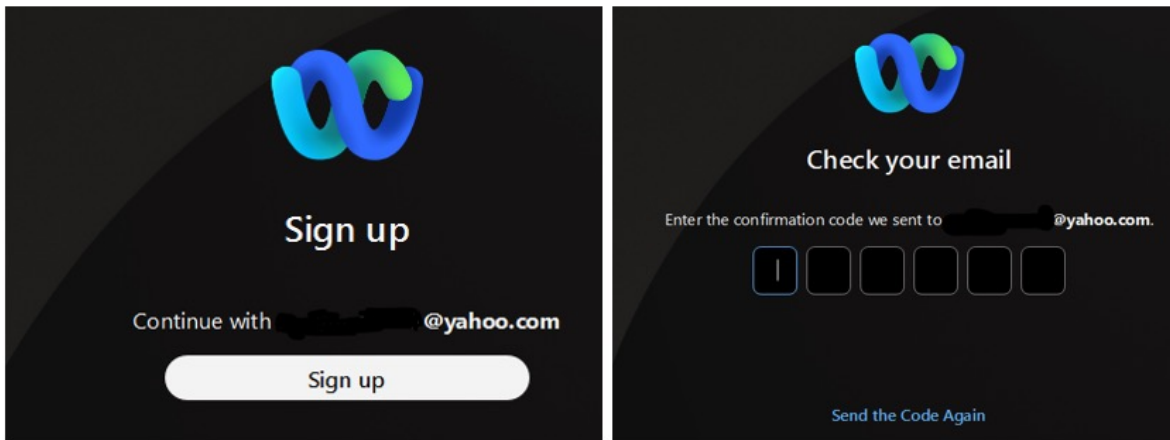 Sign up
Continue with @yahoo.com
Sign up
Check your email
Enter the confirmation code we sent to @yahoo.com.
Send the Code Again